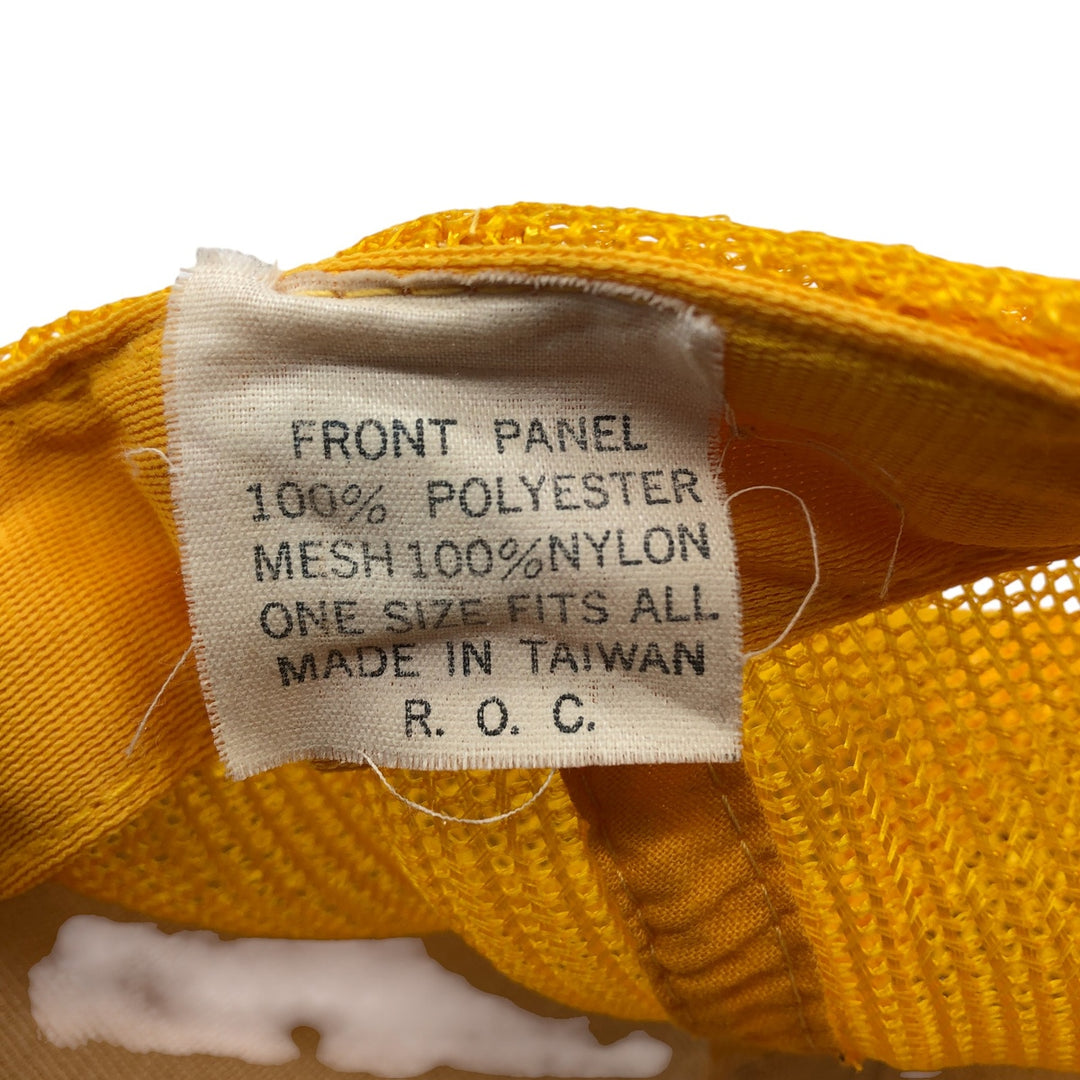 FRONT PANEL
100% POLYESTER
MESH 100% NYLON
ONE SIZE FITS ALL
MADE IN TAIWAN
R. O. C.